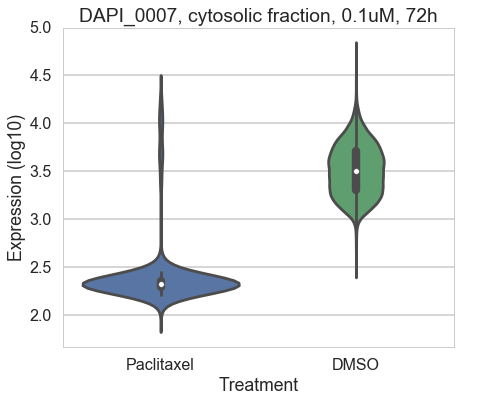 DAPI_0007, cytosolic fraction, 0.1uM, 72h
5.0
4.5
4.0
3.5
3.0
2.5
2.0
Expression (log10)
Paclitaxel DMSO
Treatment